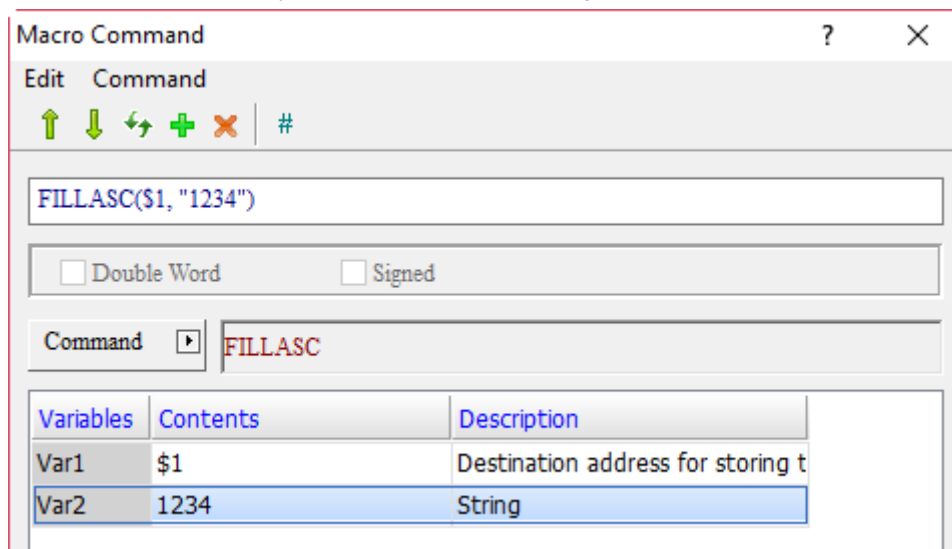 Macro Command ?
Edit Command
#
FILLASC($1, "1234")
Double Word Signed
Command FILLASC
Variables Contents Description
Var1 $1 Destination address for storing t
Var2 1234 String